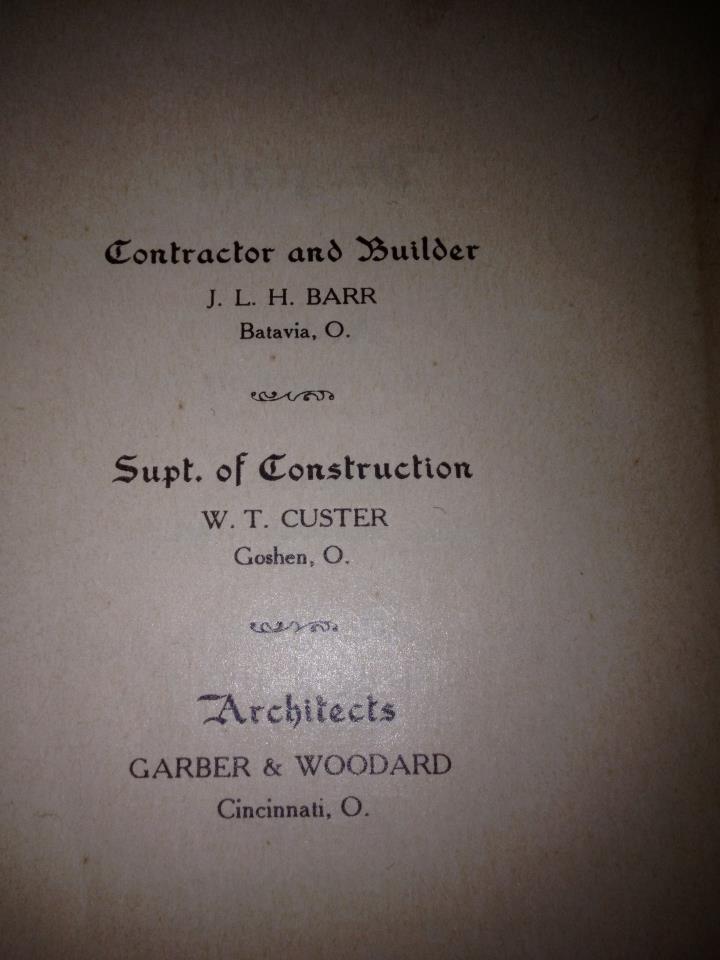 Contractor and Builder
J. L. H. BARR
Batavia, O.
Supt. of Construction
W. T. CUSTER
Goshen, O.
Architects
GARBER & WOODARD
Cincinnati, O.